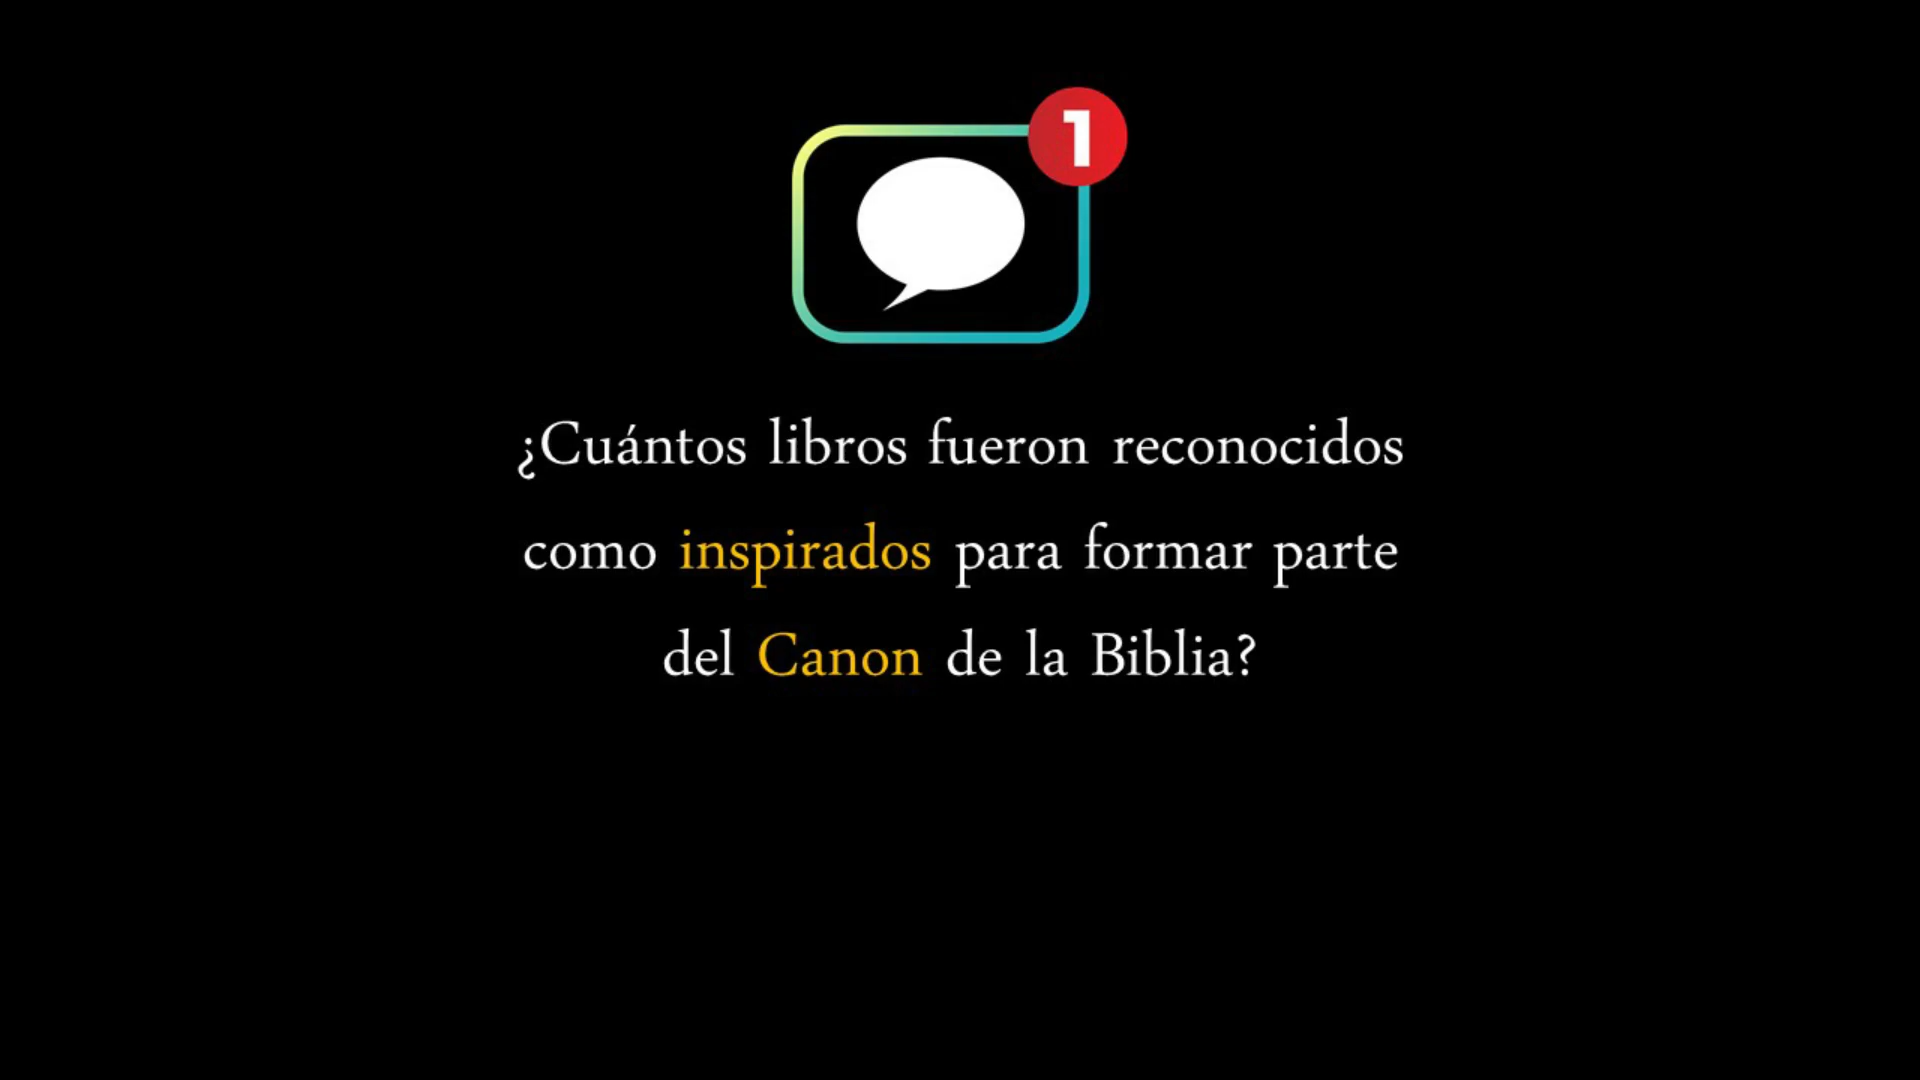 1
¿Cuántos libros fueron reconocidos
como inspirados para formar parte
del Canon de la Biblia?